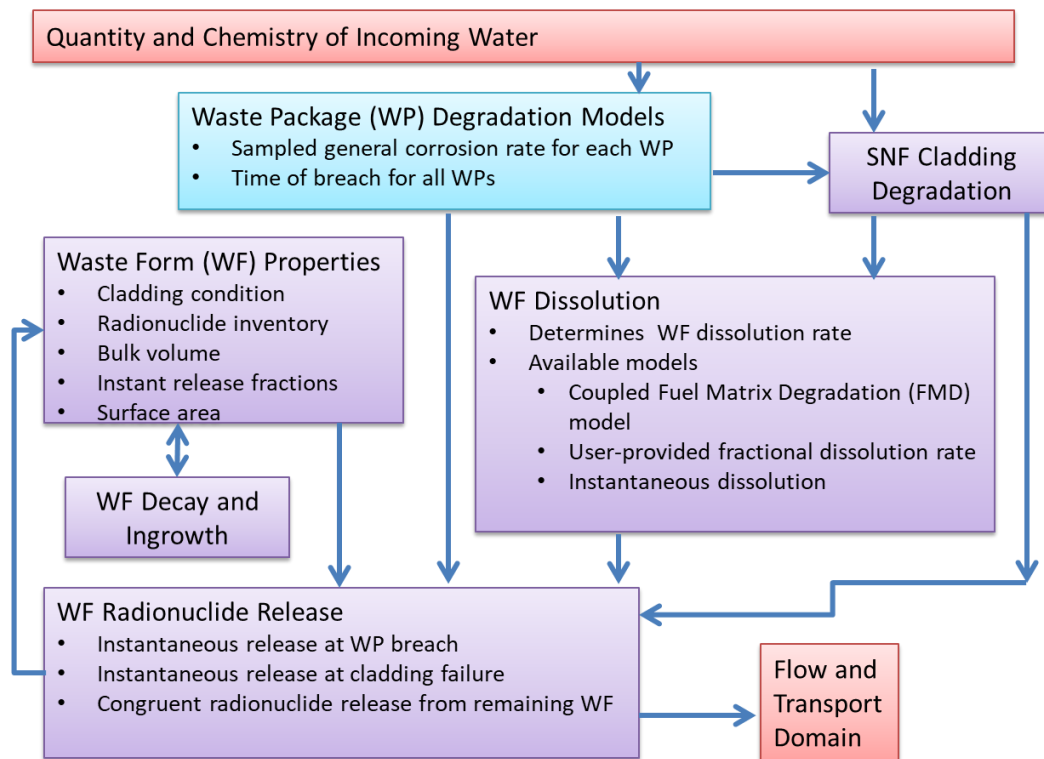 Quantity and Chemistry of Incoming Water
Waste Package (WP) Degradation Models
• Sampled general corrosion rate for each WP
• Time of breach for all WPs
SNF Cladding
Degradation
Waste Form (WF) Properties
• Cladding condition
• Radionuclide inventory
• Bulk volume
• Instant release fractions
• Surface area
WF Dissolution
• Determines WF dissolution rate
• Available models
• Coupled Fuel Matrix Degradation (FMD)
model
• User-provided fractional dissolution rate
• Instantaneous dissolution
WF Decay and
Ingrowth
WF Radionuclide Release
• Instantaneous release at WP breach
• Instantaneous release at cladding failure
• Congruent radionuclide release from remaining WF
Flow and
Transport
Domain